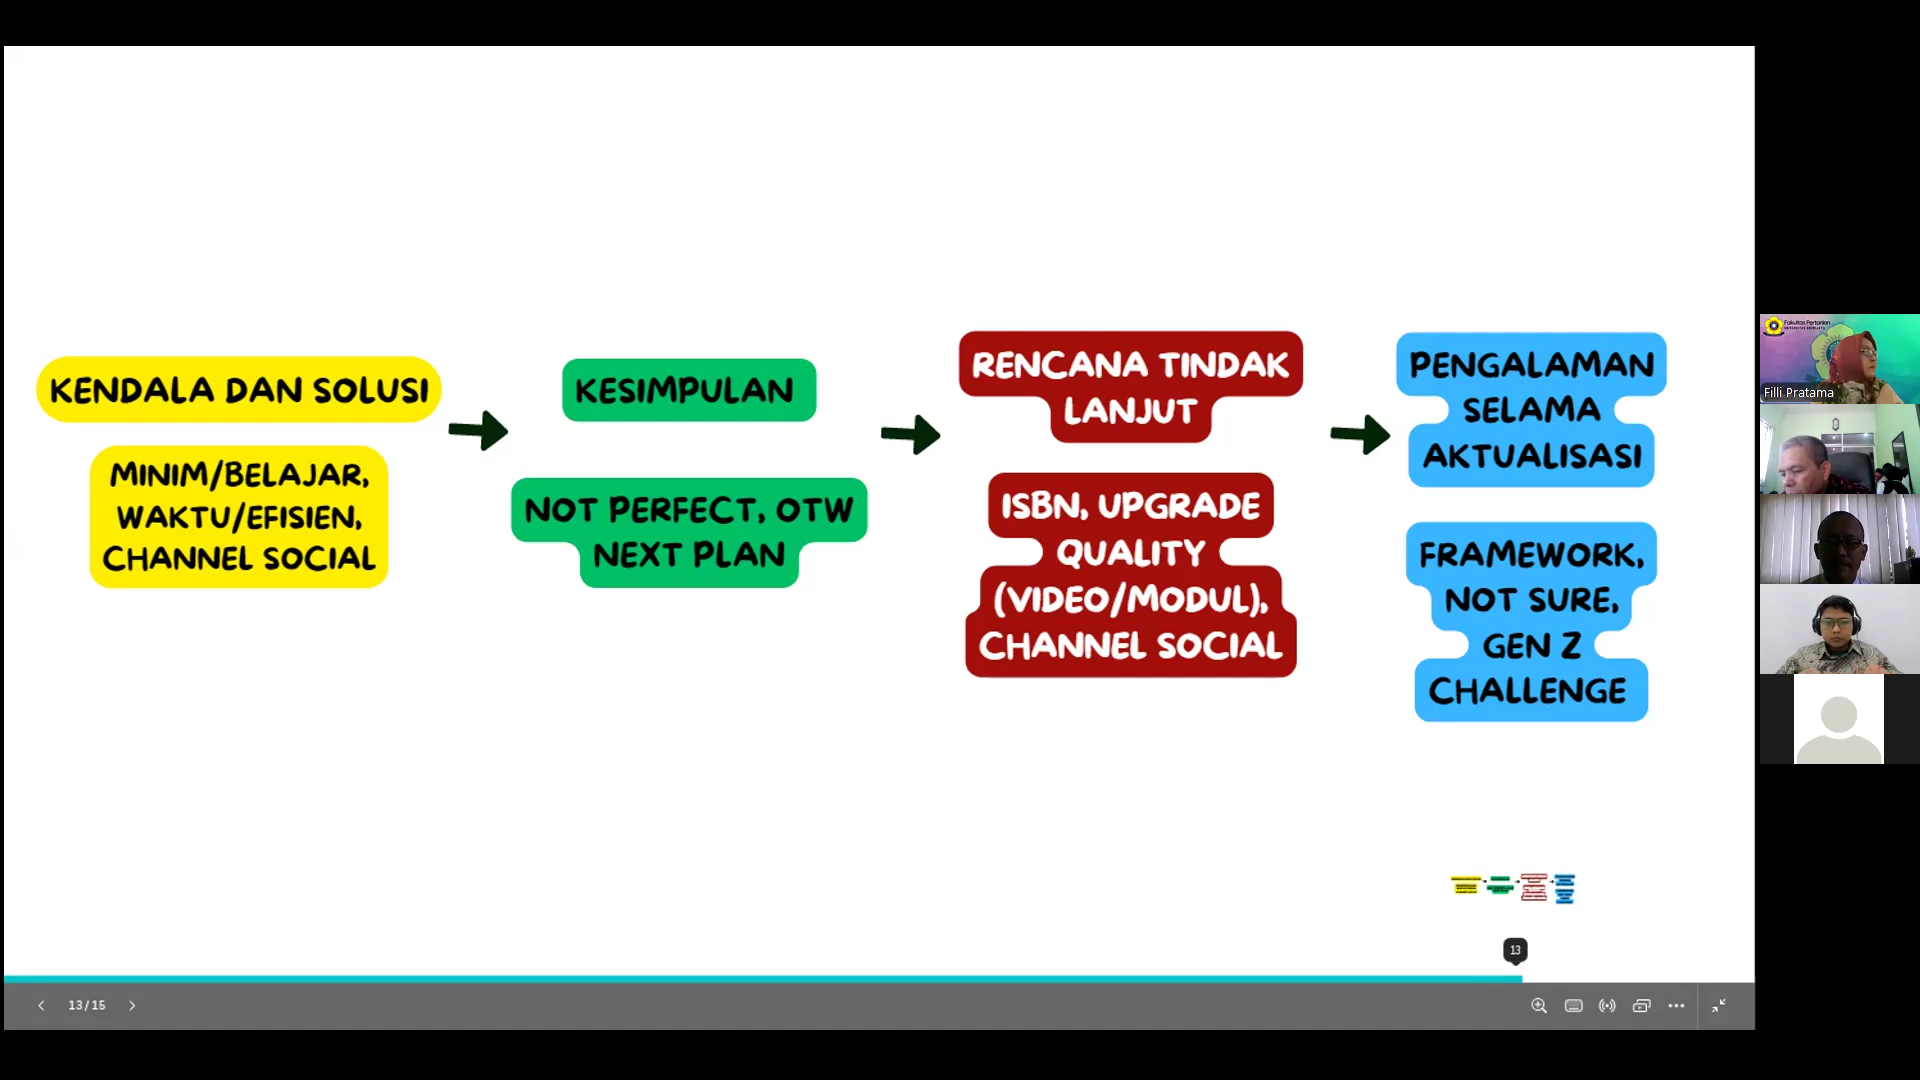 KENDALA DAN SOLUSI
MINIM/BELAJAR,
WAKTU/EFISIEN,
CHANNEL SOCIAL
KESIMPULAN
NOT PERFECT, OTW
NEXT PLAN
RENCANA TINDAK
LANJUT
ISBN, UPGRADE
QUALITY
(VIDEO/MODUL),
CHANNEL SOCIAL
PENGALAMAN
SELAMA
AKTUALISASI
FRAMEWORK,
NOT SURE,
GEN Z
CHALLENGE
Fakultas Pertanian
Filli Pratama
13
13/15